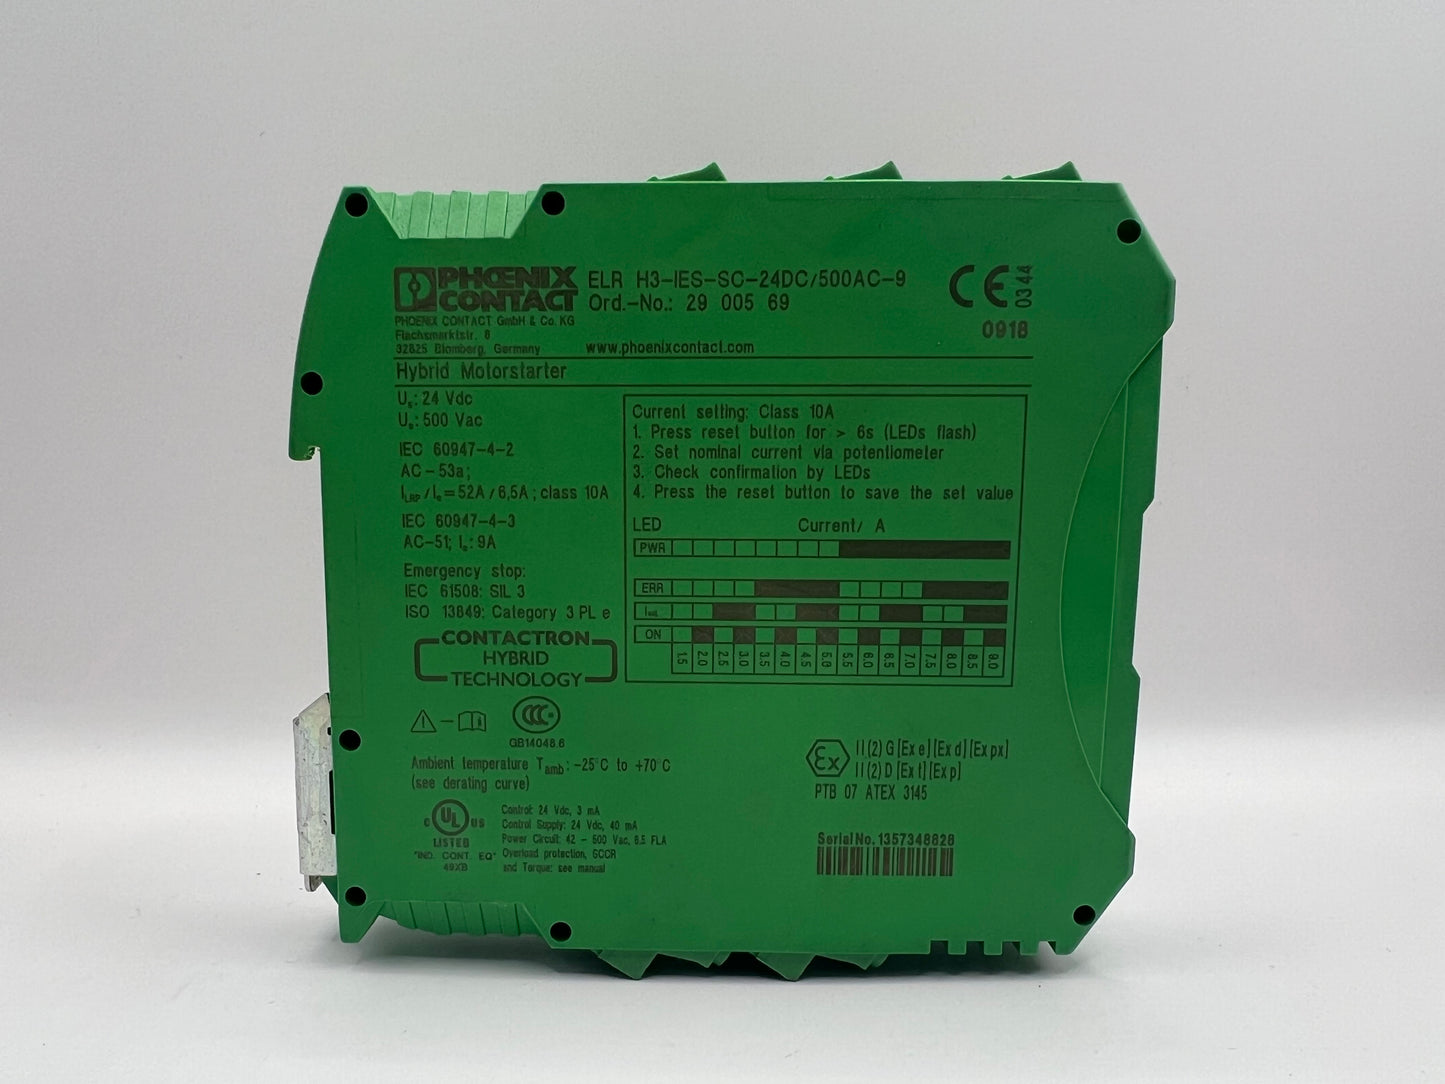 PHŒNIX
CONTACT
PHOENIX CONTACT GmbH & Co. KG
Flachsmarktstr. 8
32825 Blomberg, Germany
ELR H3-IES-SC-24DC/500AC-9
Ord.-No.: 29 005 69
www.phoenixcontact.com
CE 0344
0918
Hybrid Motorstarter
Us: 24 Vdc
Ue: 500 Vac
IEC 60947-4-2
AC-53a;
ILRP/Ie=52A/6,5A; class 10A
IEC 60947-4-3
AC-51; Ie: 9A
Emergency stop:
IEC 61508: SIL 3
ISO 13849: Category 3 PL e
CONTACTRON
HYBRID
TECHNOLOGY
Current setting: Class 10A
1. Press reset button for > 6s (LEDs flash)
2. Set nominal current via potentiometer
3. Check confirmation by LEDs
4. Press the reset button to save the set value
LED Current/ A
PWR
ERR
ON
1.5 2.0 2.5 3.0 3.5 4.0 4.5 5.0 5.5 6.0 6.5 7.0 7.5 8.0 8.5 9.0
CCC
GB14048.6
Ambient temperature Tamb: -25°C to +70°C
(see derating curve)
c UL US
LISTED
"IND. CONT. EQ"
49XB
Control: 24 Vdc, 3 mA
Control Supply: 24 Vdc, 40 mA
Power Circuit: 42 - 500 Vac, 6.5 FLA
Overload protection, SCCR
and Torque: see manual
Ex
II (2) G [Ex e] [Ex d] [Ex px]
II (2) D [Ex t] [Ex p]
PTB 07 ATEX 3145
Serial No. 1357348828